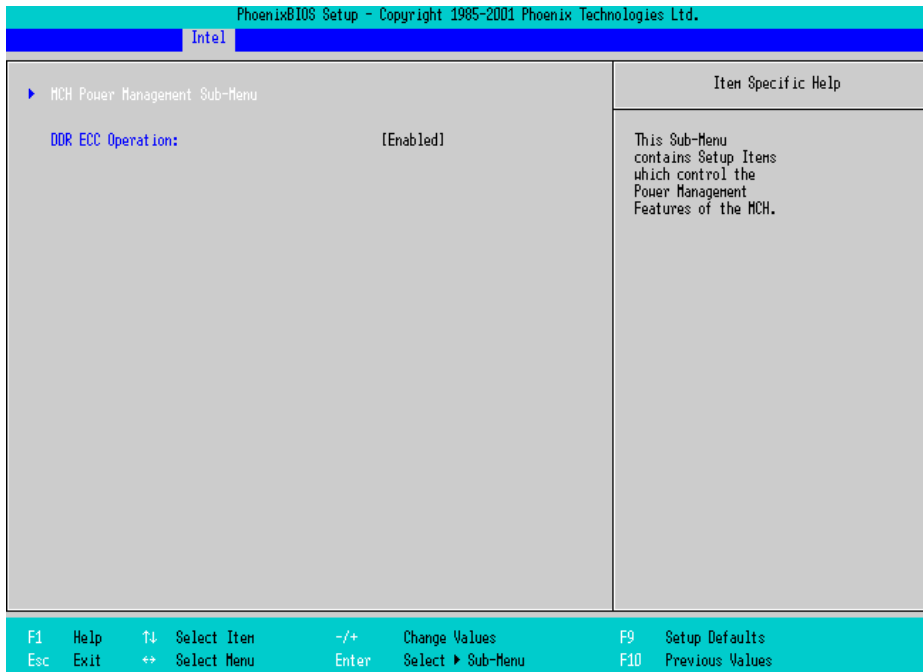 PhoenixBIOS Setup - Copyright 1985-2001 Phoenix Technologies Ltd.
Intel
MCH Power Management Sub-Menu
DDR ECC Operation: [Enabled]
Item Specific Help
This Sub-Menu
contains Setup Items
which control the
Power Management
Features of the MCH.
F1 Help ↑↓ Select Item -/+ Change Values F9 Setup Defaults
Esc Exit ↔ Select Menu Enter Select ▶ Sub-Menu F10 Previous Values